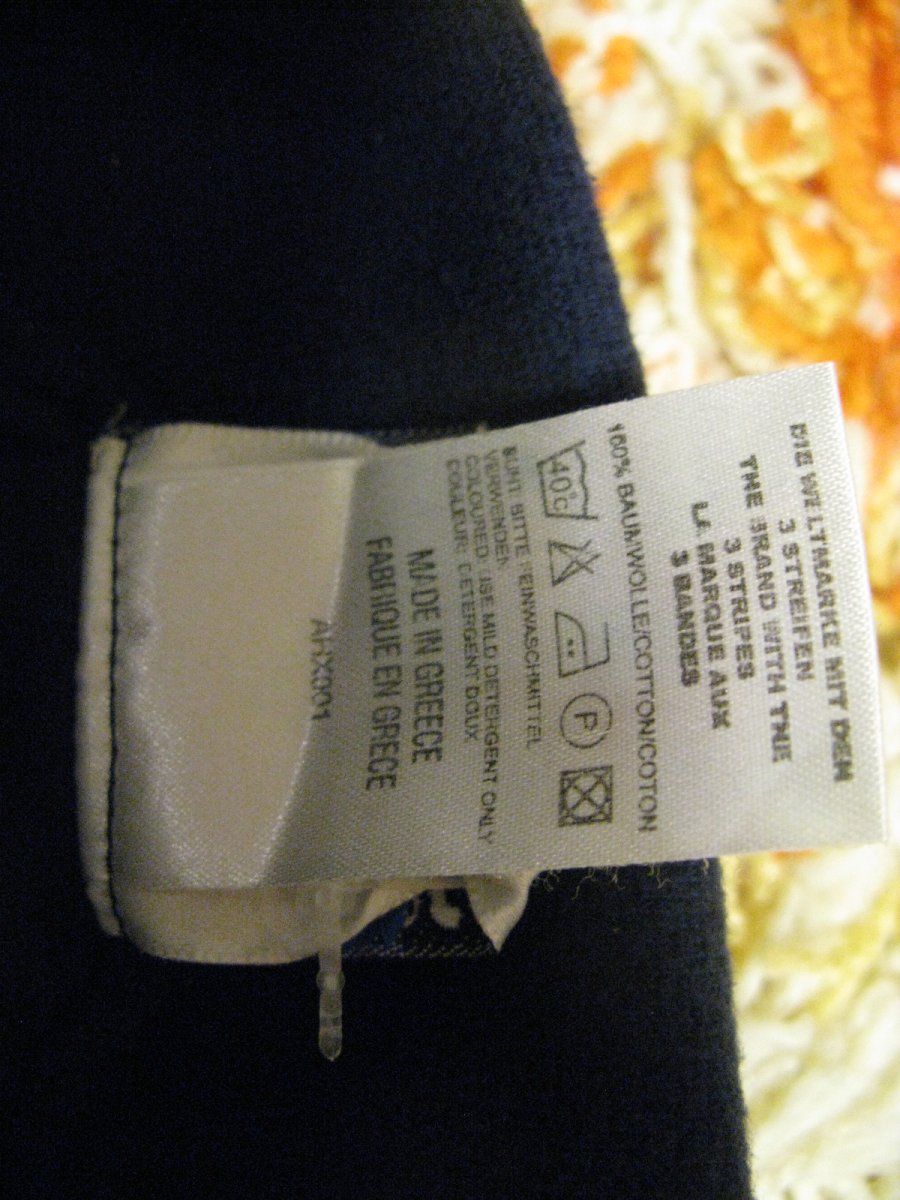 DIE WELTMARKE MIT DEN
3 STREIFEN
THE BRAND WITH THE
3 STRIPES
LA MARQUE AUX
3 BANDES
100% BAUMWOLLE/COTTON/COTON
40°C
P
BUNT: BITTE FEINWASCHMITTEL
VERWENDEN
COLOURED: USE MILD DETERGENT ONLY
COULEUR: DETERGENT DOUX
MADE IN GREECE
FABRIQUE EN GRECE